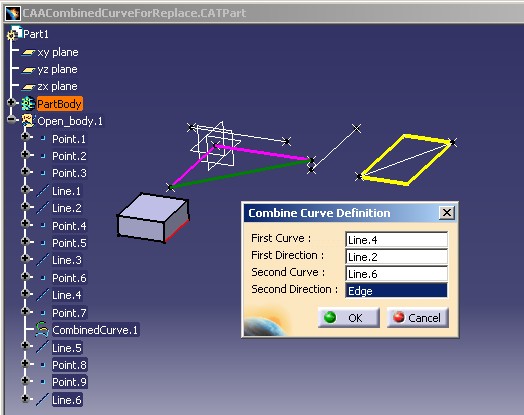 CAACombinedCurveForReplace.CATPart
Part1
xy plane
yz plane
zx plane
PartBody
Open_body.1
Point.1
Point.2
Point.3
Line.1
Line.2
Point.4
Point.5
Line.3
Point.6
Line.4
Point.7
CombinedCurve.1
Line.5
Point.8
Point.9
Line.6
Combine Curve Definition
First Curve : Line.4
First Direction : Line.2
Second Curve : Line.6
Second Direction : Edge
OK Cancel